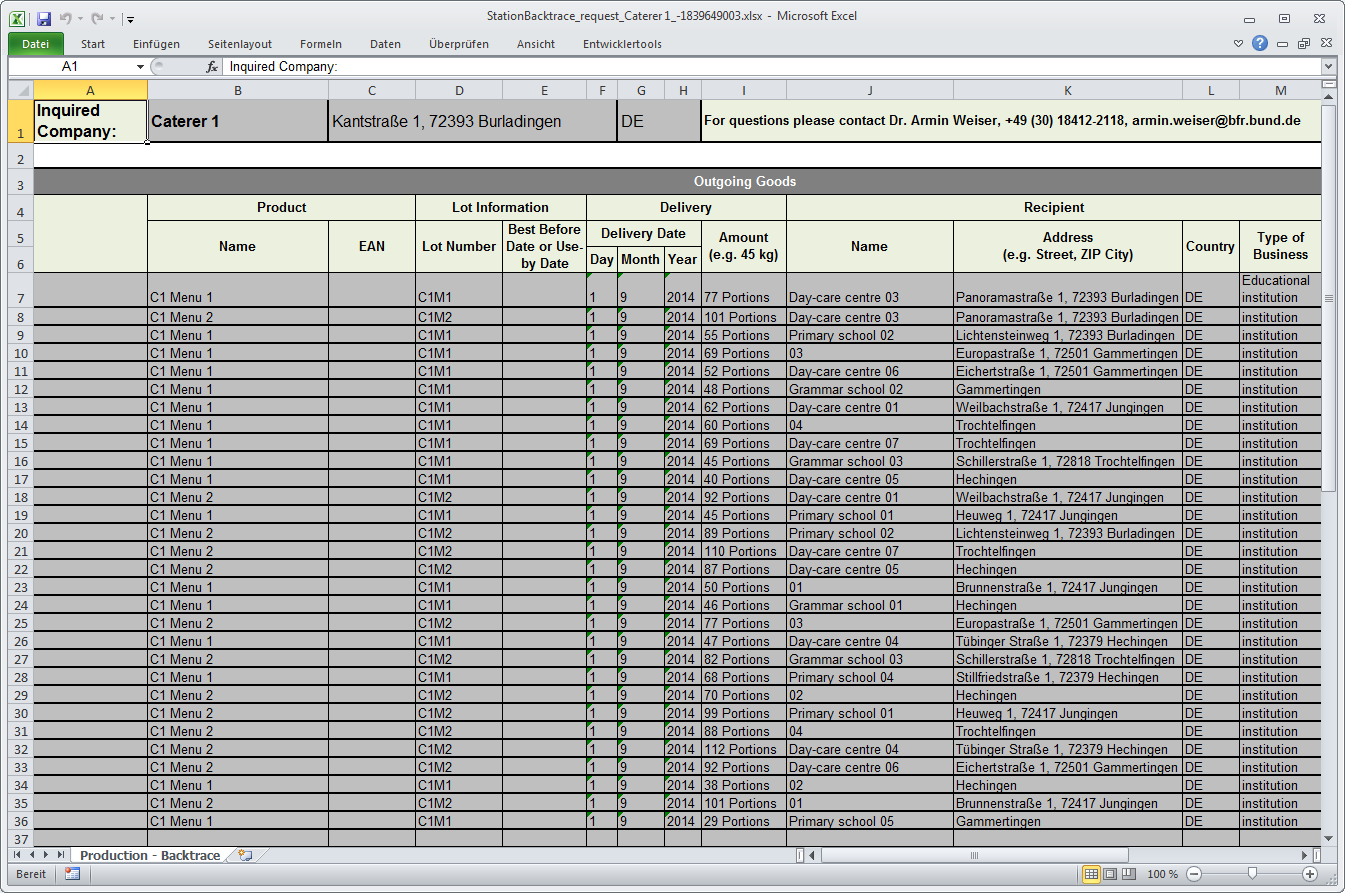 StationBacktrace_request_Caterer 1_-1839649003.xlsx - Microsoft Excel
Datei Start Einfügen Seitenlayout Formeln Daten Überprüfen Ansicht Entwicklertools
A1 fx Inquired Company:
A B C D E F G H I J K L M
1 Inquired Company: Caterer 1 Kantstraße 1, 72393 Burladingen DE For questions please contact Dr. Armin Weiser, +49 (30) 18412-2118, armin.weiser@bfr.bund.de
2
3 Outgoing Goods
4 Product Lot Information Delivery Recipient
5 Name EAN Lot Number Best Before Date or Use-by Date Delivery Date Amount (e.g. 45 kg) Name Address (e.g. Street, ZIP City) Country Type of Business
6 Day Month Year
7 C1 Menu 1 C1M1 1 9 2014 77 Portions Day-care centre 03 Panoramastraße 1, 72393 Burladingen DE Educational institution
8 C1 Menu 2 C1M2 1 9 2014 101 Portions Day-care centre 03 Panoramastraße 1, 72393 Burladingen DE institution
9 C1 Menu 1 C1M1 1 9 2014 55 Portions Primary school 02 Lichtensteinweg 1, 72393 Burladingen DE institution
10 C1 Menu 1 C1M1 1 9 2014 69 Portions 03 Europastraße 1, 72501 Gammertingen DE institution
11 C1 Menu 1 C1M1 1 9 2014 52 Portions Day-care centre 06 Eichertstraße 1, 72501 Gammertingen DE institution
12 C1 Menu 1 C1M1 1 9 2014 48 Portions Grammar school 02 Gammertingen DE institution
13 C1 Menu 1 C1M1 1 9 2014 62 Portions Day-care centre 01 Weilbachstraße 1, 72417 Jungingen DE institution
14 C1 Menu 1 C1M1 1 9 2014 60 Portions 04 Trochtelfingen DE institution
15 C1 Menu 1 C1M1 1 9 2014 69 Portions Day-care centre 07 Trochtelfingen DE institution
16 C1 Menu 1 C1M1 1 9 2014 45 Portions Grammar school 03 Schillerstraße 1, 72818 Trochtelfingen DE institution
17 C1 Menu 1 C1M1 1 9 2014 40 Portions Day-care centre 05 Hechingen DE institution
18 C1 Menu 2 C1M2 1 9 2014 92 Portions Day-care centre 01 Weilbachstraße 1, 72417 Jungingen DE institution
19 C1 Menu 1 C1M1 1 9 2014 45 Portions Primary school 01 Heuweg 1, 72417 Jungingen DE institution
20 C1 Menu 2 C1M2 1 9 2014 89 Portions Primary school 02 Lichtensteinweg 1, 72393 Burladingen DE institution
21 C1 Menu 2 C1M2 1 9 2014 110 Portions Day-care centre 07 Trochtelfingen DE institution
22 C1 Menu 2 C1M2 1 9 2014 87 Portions Day-care centre 05 Hechingen DE institution
23 C1 Menu 1 C1M1 1 9 2014 50 Portions 01 Brunnenstraße 1, 72417 Jungingen DE institution
24 C1 Menu 1 C1M1 1 9 2014 46 Portions Grammar school 01 Hechingen DE institution
25 C1 Menu 2 C1M2 1 9 2014 77 Portions 03 Europastraße 1, 72501 Gammertingen DE institution
26 C1 Menu 1 C1M1 1 9 2014 47 Portions Day-care centre 04 Tübinger Straße 1, 72379 Hechingen DE institution
27 C1 Menu 2 C1M2 1 9 2014 82 Portions Grammar school 03 Schillerstraße 1, 72818 Trochtelfingen DE institution
28 C1 Menu 1 C1M1 1 9 2014 68 Portions Primary school 04 Stillfriedstraße 1, 72379 Hechingen DE institution
29 C1 Menu 2 C1M2 1 9 2014 70 Portions 02 Hechingen DE institution
30 C1 Menu 2 C1M2 1 9 2014 99 Portions Primary school 01 Heuweg 1, 72417 Jungingen DE institution
31 C1 Menu 2 C1M2 1 9 2014 88 Portions 04 Trochtelfingen DE institution
32 C1 Menu 2 C1M2 1 9 2014 112 Portions Day-care centre 04 Tübinger Straße 1, 72379 Hechingen DE institution
33 C1 Menu 2 C1M2 1 9 2014 92 Portions Day-care centre 06 Eichertstraße 1, 72501 Gammertingen DE institution
34 C1 Menu 1 C1M1 1 9 2014 38 Portions 02 Hechingen DE institution
35 C1 Menu 2 C1M2 1 9 2014 101 Portions 01 Brunnenstraße 1, 72417 Jungingen DE institution
36 C1 Menu 1 C1M1 1 9 2014 29 Portions Primary school 05 Gammertingen DE institution
37
Production - Backtrace
Bereit 100 %